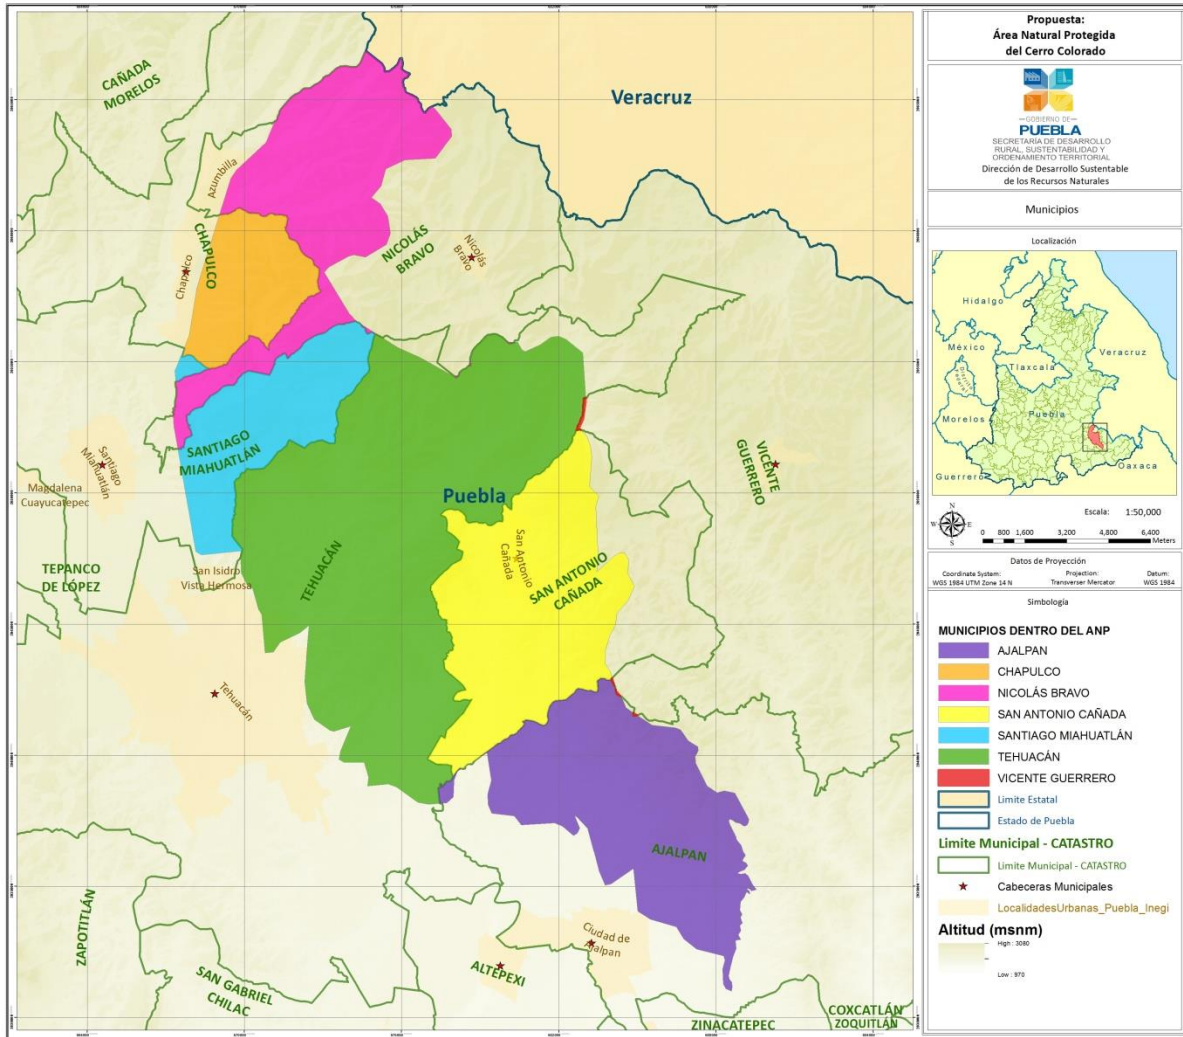 Propuesta:
Área Natural Protegida
del Cerro Colorado
GOBIERNO DE
PUEBLA
SECRETARÍA DE DESARROLLO
RURAL, SUSTENTABILIDAD Y
ORDENAMIENTO TERRITORIAL
Dirección de Desarrollo Sustentable
de los Recursos Naturales
Municipios
Localización
Hidalgo
México
Tlaxcala
Veracruz
Distrito
Federal
Morelos
Puebla
Guerrero
Oaxaca
N
W
E
S
Escala: 1:50,000
0 800 1,600 3,200 4,800 6,400
Meters
Datos de Proyección
Coordinate System:
WGS 1984 UTM Zone 14 N
Projection:
Transverser Mercator
Datum:
WGS 1984
Simbología
MUNICIPIOS DENTRO DEL ANP
AJALPAN
CHAPULCO
NICOLÁS BRAVO
SAN ANTONIO CAÑADA
SANTIAGO MIAHUATLÁN
TEHUACÁN
VICENTE GUERRERO
Limite Estatal
Estado de Puebla
Limite Municipal - CATASTRO
Limite Municipal - CATASTRO
Cabeceras Municipales
LocalidadesUrbanas_Puebla_Inegi
Altitud (msnm)
High : 3080
Low : 970
CAÑADA
MORELOS
Veracruz
Azumbilla
CHAPULCO
Chapulco
NICOLÁS
BRAVO
Nicolás
Bravo
SANTIAGO
MIAHUATLÁN
Santiago
Miahuatlán
Magdalena
Cuayucatepec
VICENTE
GUERRERO
Puebla
San Antonio
Cañada
SAN ANTONIO
CAÑADA
TEHUACÁN
TEPANCO
DE LÓPEZ
San Isidro
Vista Hermosa
Tehuacán
AJALPAN
ZAPOTITLÁN
Ciudad de
Ajalpan
ALTEPEXI
SAN GABRIEL
CHILAC
ZINACATEPEC
COXCATLÁN
ZOQUITLÁN